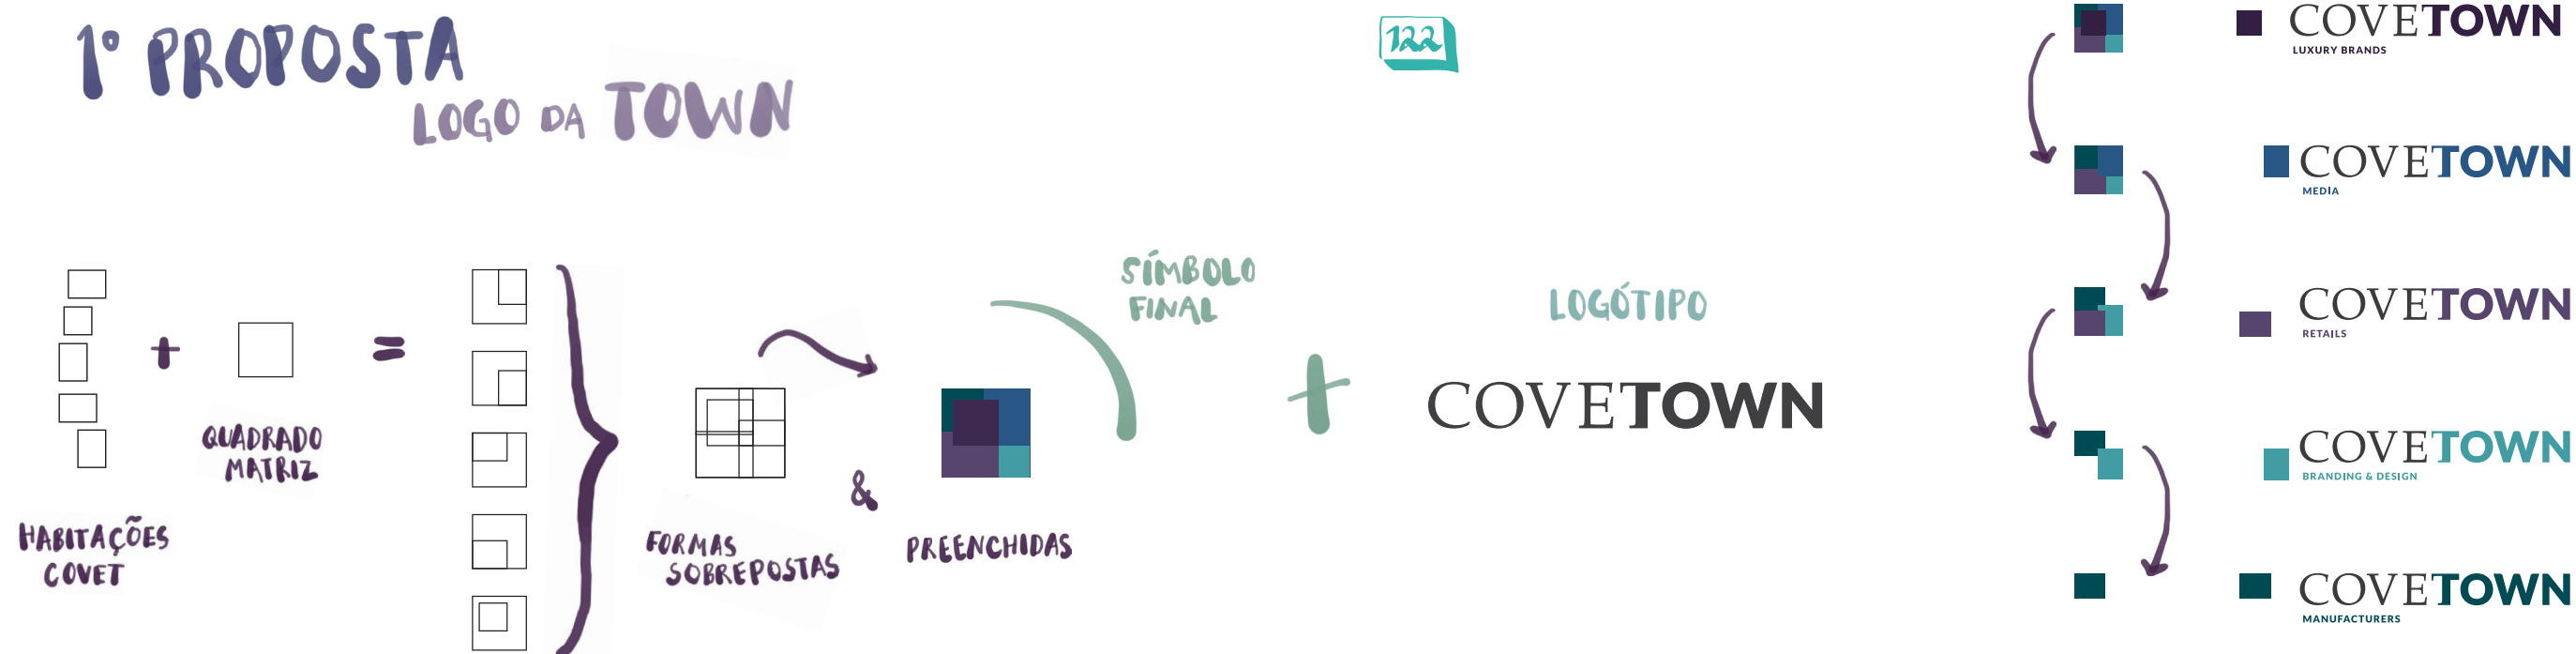 1º PROPOSTA
LOGO DA TOWN
122
HABITAÇÕES
COVET
+
QUADRADO
MATRIZ
=
FORMAS
SOBREPOSTAS
&
PREENCHIDAS
SÍMBOLO
FINAL
+
LOGÓTIPO
COVETOWN
COVETOWN
LUXURY BRANDS
COVETOWN
MEDIA
COVETOWN
RETAILS
COVETOWN
BRANDING & DESIGN
COVETOWN
MANUFACTURERS